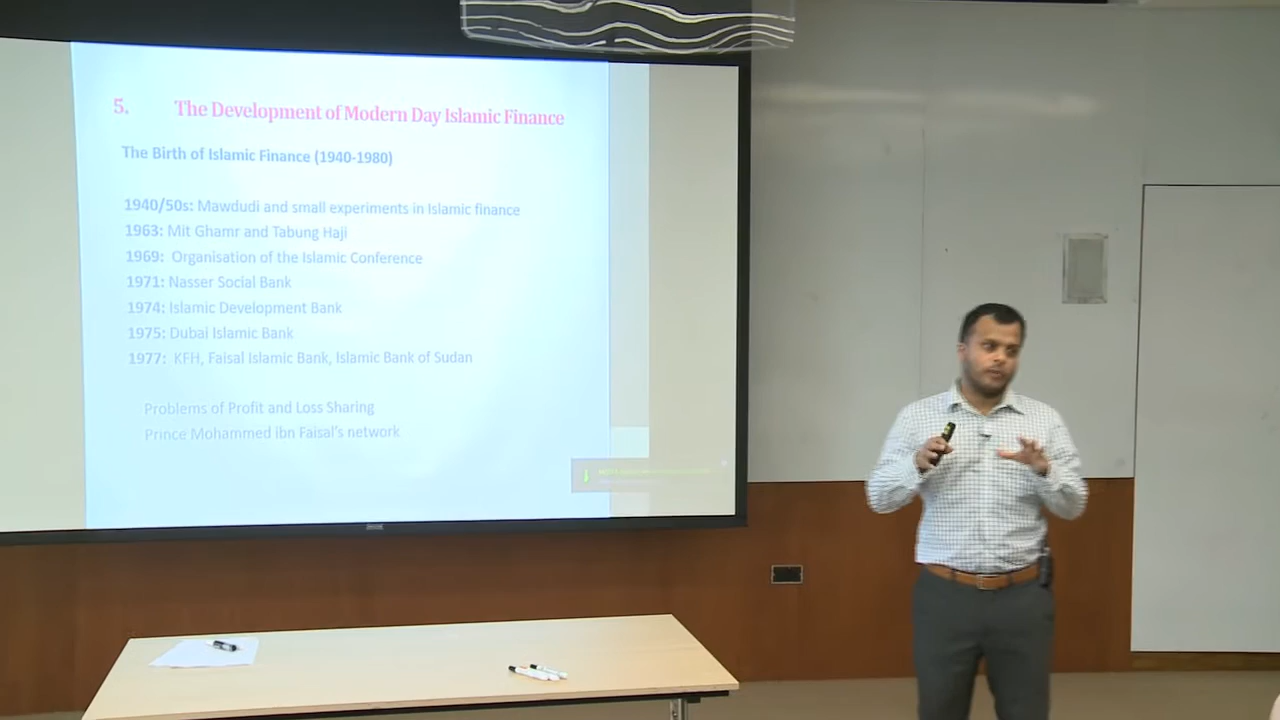 5. The Development of Modern Day Islamic Finance
The Birth of Islamic Finance (1940-1980)
1940/50s: Mawdudi and small experiments in Islamic finance
1963: Mit Ghamr and Tabung Haji
1969: Organisation of the Islamic Conference
1971: Nasser Social Bank
1974: Islamic Development Bank
1975: Dubai Islamic Bank
1977: KFH, Faisal Islamic Bank, Islamic Bank of Sudan
Problems of Profit and Loss Sharing
Prince Mohammed ibn Faisal's network